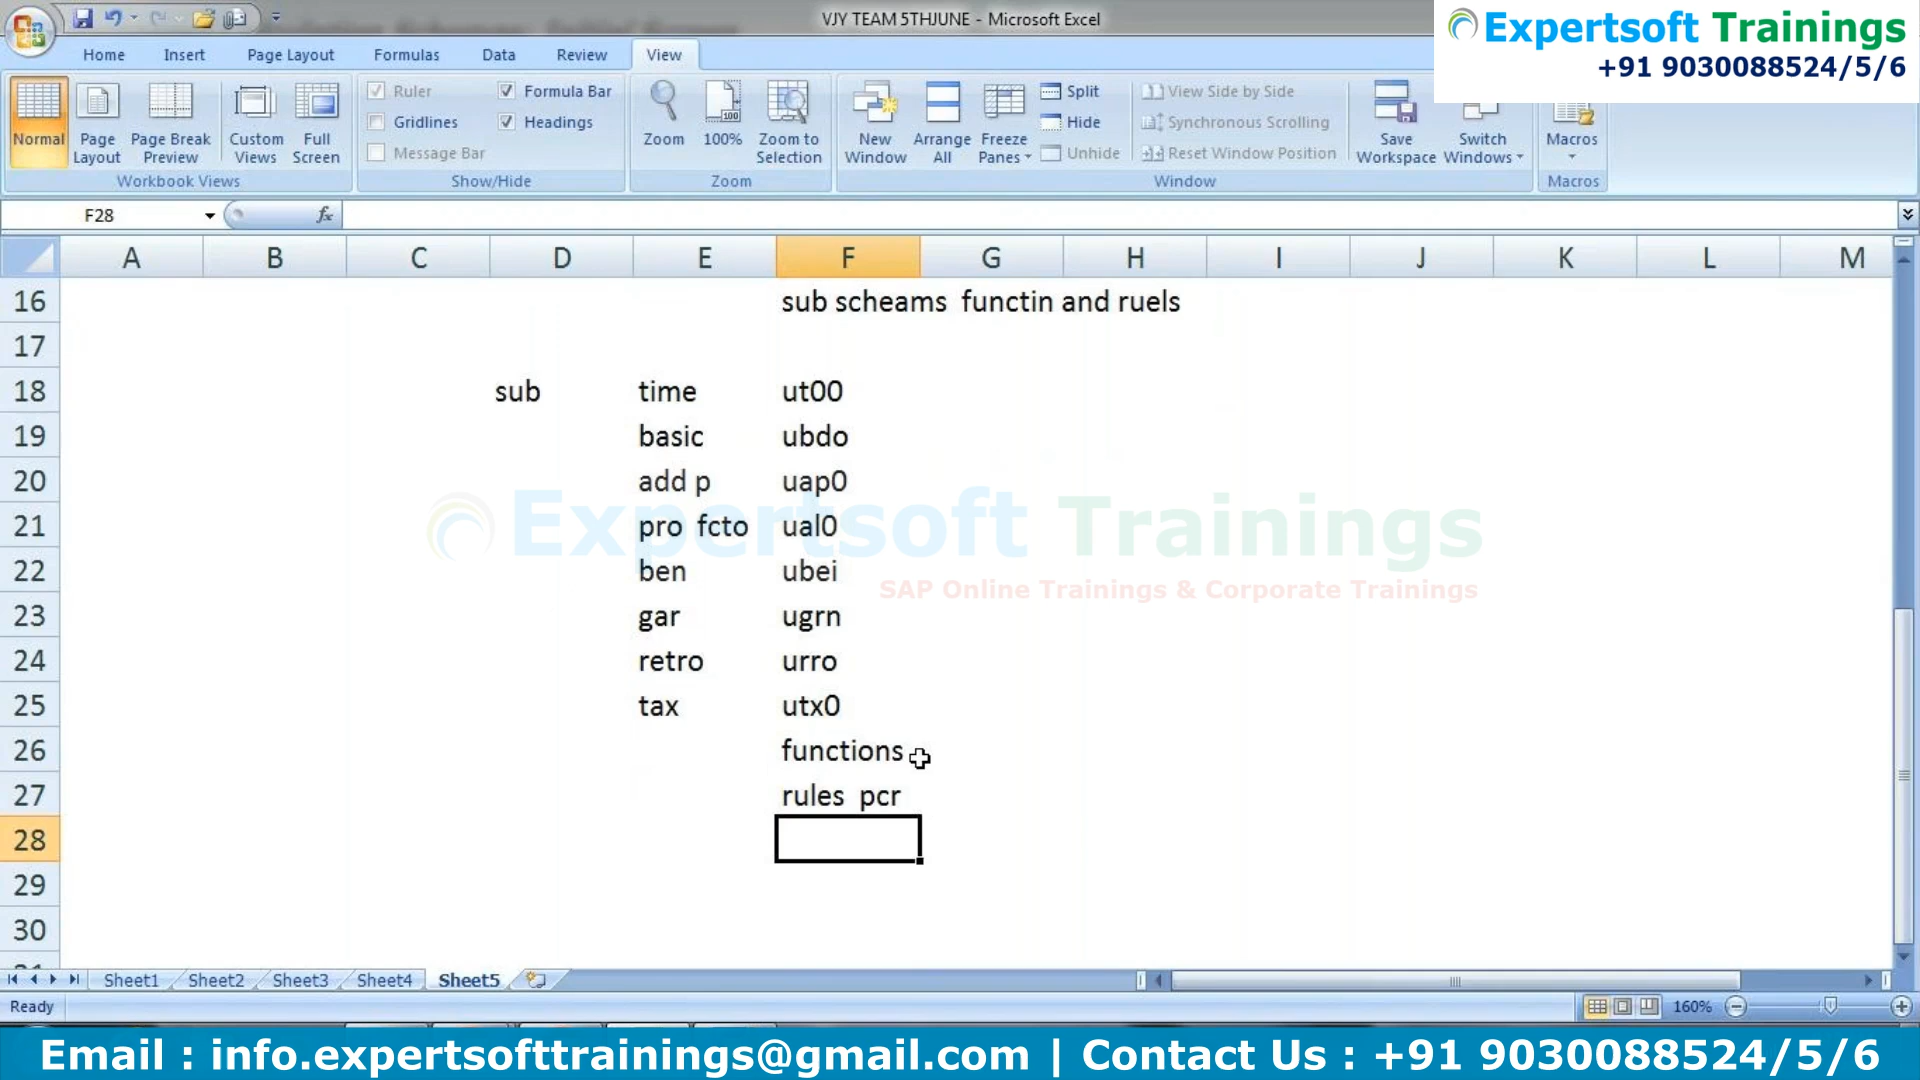 VJY TEAM 5THJUNE - Microsoft Excel
Expertsoft Trainings
+91 9030088524/5/6
Home Insert Page Layout Formulas Data Review View
Normal
Page Layout
Page Break Preview
Custom Views
Full Screen
Workbook Views
Ruler
Gridlines
Message Bar
Formula Bar
Headings
Show/Hide
Zoom
100%
Zoom to Selection
Zoom
New Window
Arrange All
Freeze Panes
Split
Hide
Unhide
View Side by Side
Synchronous Scrolling
Reset Window Position
Window
Save Workspace
Switch Windows
Macros
Macros
F28 fx
A B C D E F G H I J K L M
16 sub scheams functin and ruels
17
18 sub time ut00
19 basic ubdo
20 add p uap0
21 pro fcto ual0
22 ben ubei
23 gar ugrn
24 retro urro
25 tax utx0
26 functions
27 rules pcr
28
29
30
Expertsoft Trainings
SAP Online Trainings & Corporate Trainings
Sheet1 Sheet2 Sheet3 Sheet4 Sheet5
Ready 160%
Email : info.expertsofttrainings@gmail.com | Contact Us : +91 9030088524/5/6